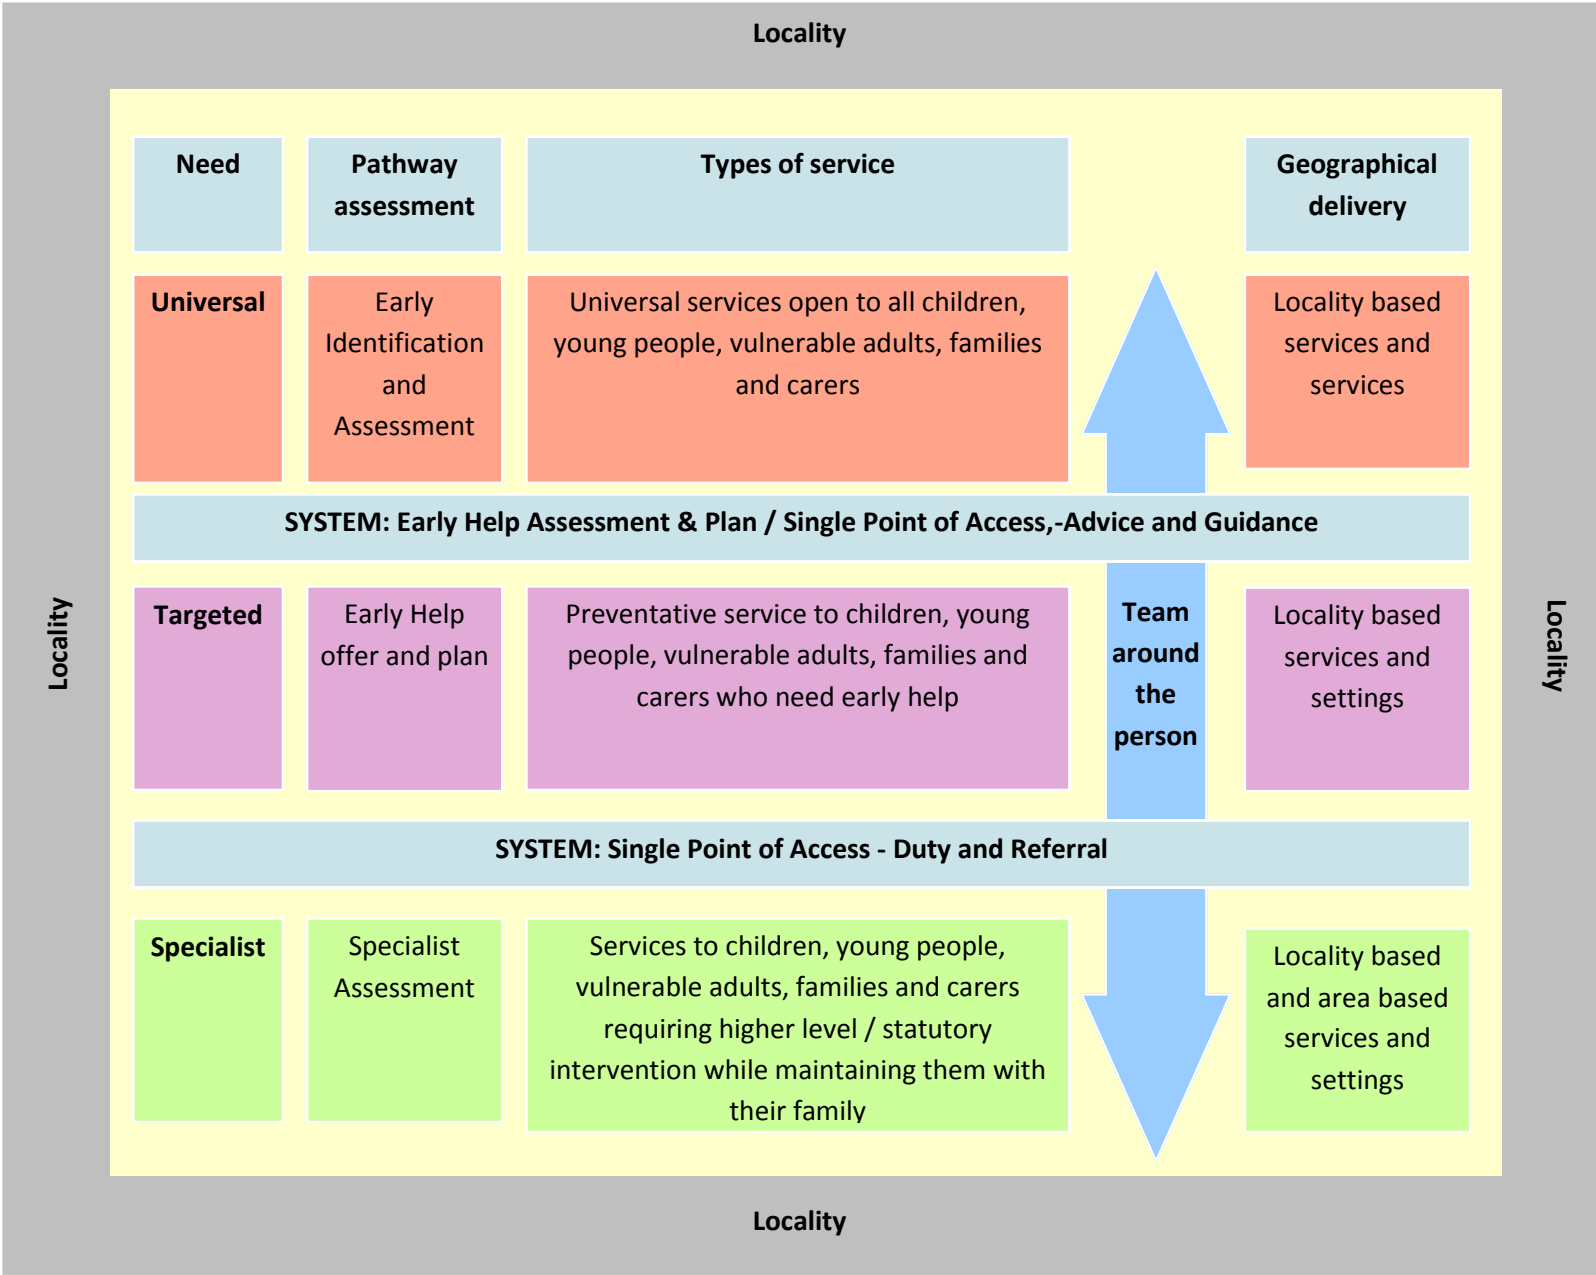 Locality
Need
Pathway
assessment
Types of service
Geographical
delivery
Universal
Early
Identification
and
Assessment
Universal services open to all children,
young people, vulnerable adults, families
and carers
Locality based
services and
services
SYSTEM: Early Help Assessment & Plan / Single Point of Access,-Advice and Guidance
Locality
Targeted
Early Help
offer and plan
Preventative service to children, young
people, vulnerable adults, families and
carers who need early help
Team
around
the
person
Locality based
services and
settings
Locality
SYSTEM: Single Point of Access - Duty and Referral
Specialist
Specialist
Assessment
Services to children, young people,
vulnerable adults, families and carers
requiring higher level / statutory
intervention while maintaining them with
their family
Locality based
and area based
services and
settings
Locality